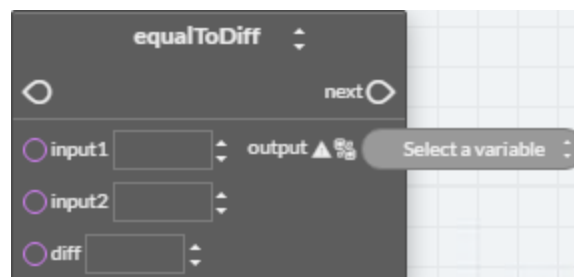 equalToDiff
next
input1 output Select a variable
input2
diff